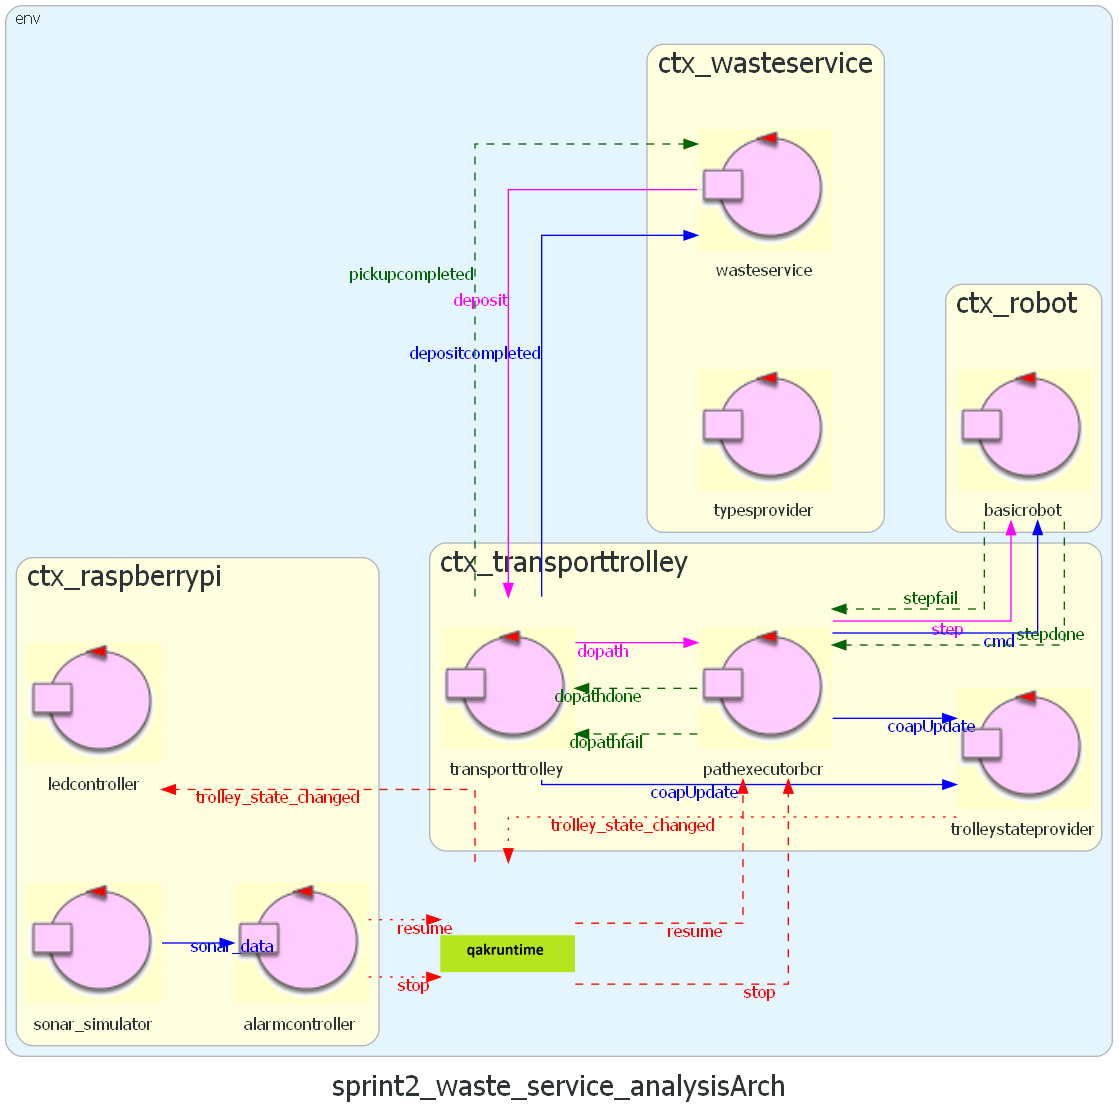 env
ctx_wasteservice
wasteservice
pickupcompleted
deposit
depositcompleted
ctx_robot
typesprovider
basicrobot
ctx_transporttrolley
ctx_raspberrypi
stepfail
step
stepdone
cmd
dopath
dopathdone
coapUpdate
dopathfail
transporttrolley
pathexecutorbcr
ledcontroller
coapUpdate
trolley_state_changed
trolley_state_changed
trolleystateprovider
resume
resume
sonar_data
qakruntime
stop
stop
sonar_simulator
alarmcontroller
sprint2_waste_service_analysisArch